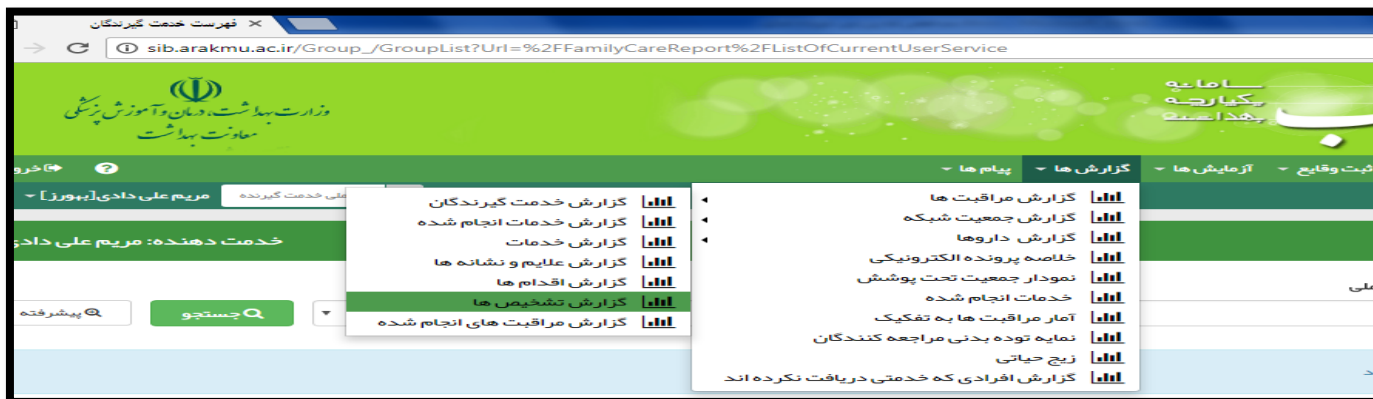 فهرست خدمت گیرندگان ×
sib.arakmu.ac.ir/Group_/GroupList?Url=%2FFamilyCareReport%2FListOfCurrentUserService
وزارت بهداشت، درمان و آموزش پزشکی
معاونت بهداشت
سامانه
یکپارچه
بهداشت
ثبت وقایع آزمایش ها گزارش ها پیام ها
مریم علی دادی[بهورز]
خدمت گیرنده
خدمت دهنده: مریم علی
جستجو پیشرفته
گزارش مراقبت ها
گزارش جمعیت شبکه
گزارش داروها
خلاصه پرونده الکترونیکی
نمودار جمعیت تحت پوشش
خدمات انجام شده
آمار مراقبت ها به تفکیک
نمایه توده بدنی مراجعه کنندگان
زیج حیاتی
گزارش افرادی که خدمتی دریافت نکرده اند
گزارش خدمت گیرندگان
گزارش خدمات انجام شده
گزارش خدمات
گزارش علایم و نشانه ها
گزارش اقدام ها
گزارش تشخیص ها
گزارش مراقبت های انجام شده